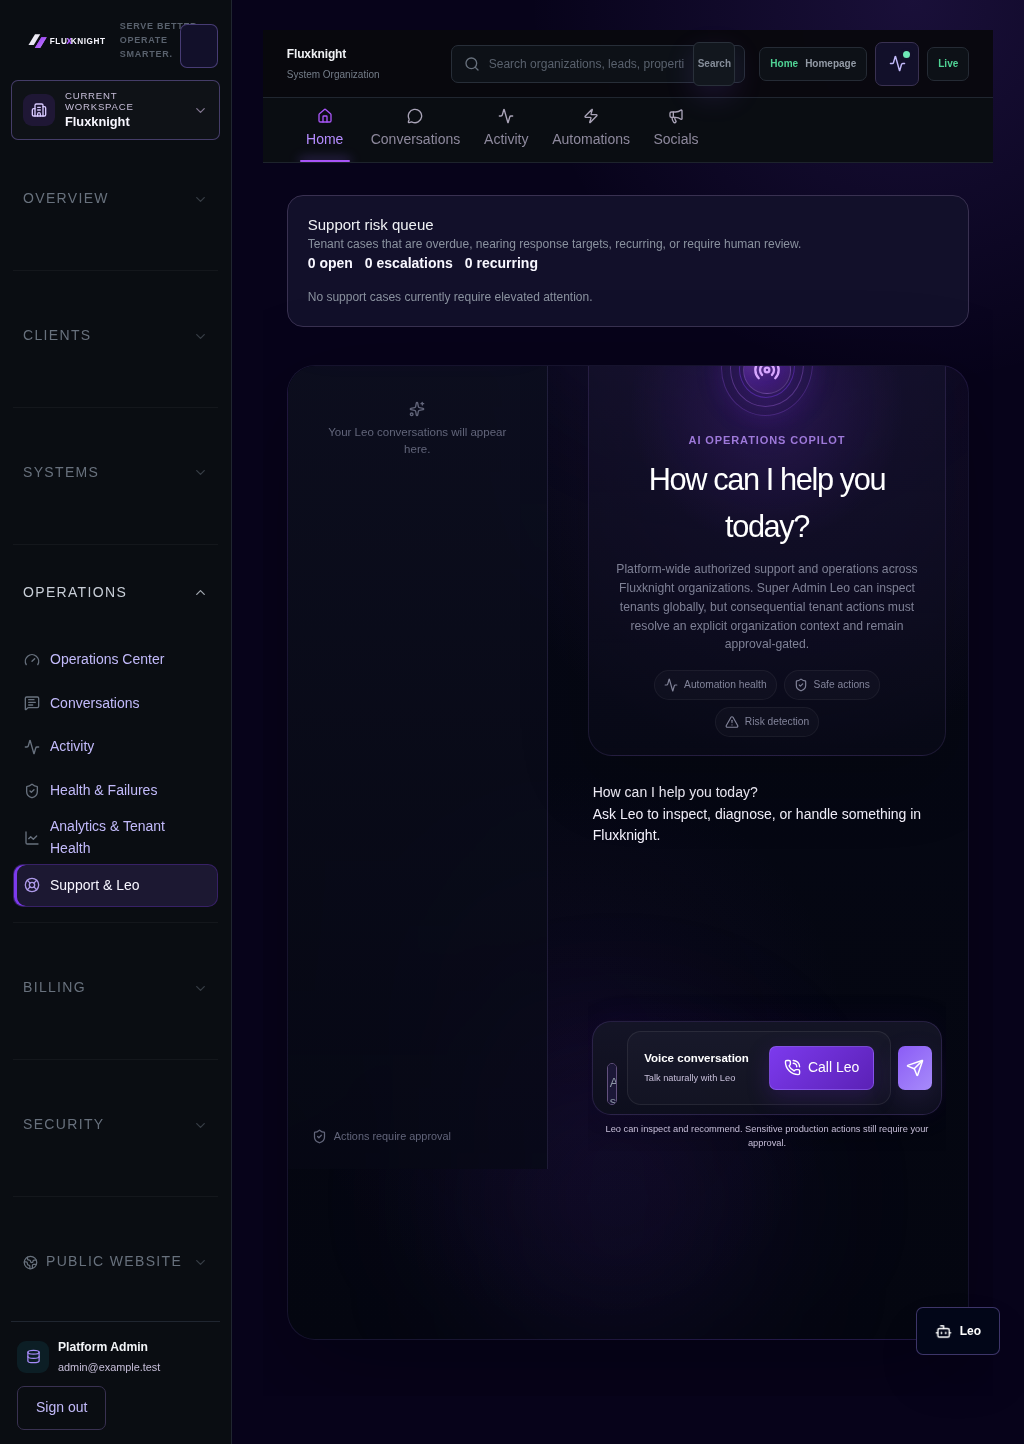 FLUXKNIGHT
SERVE BETTER.
OPERATE
SMARTER.
CURRENT
WORKSPACE
Fluxknight
OVERVIEW
CLIENTS
SYSTEMS
OPERATIONS
Operations Center
Conversations
Activity
Health & Failures
Analytics & Tenant
Health
Support & Leo
BILLING
SECURITY
PUBLIC WEBSITE
Platform Admin
admin@example.test
Sign out
Fluxknight
System Organization
Search organizations, leads, properti
Search
Home Homepage
Live
Home
Conversations
Activity
Automations
Socials
Support risk queue
Tenant cases that are overdue, nearing response targets, recurring, or require human review.
0 open 0 escalations 0 recurring
No support cases currently require elevated attention.
Your Leo conversations will appear
here.
Actions require approval
AI OPERATIONS COPILOT
How can I help you
today?
Platform-wide authorized support and operations across
Fluxknight organizations. Super Admin Leo can inspect
tenants globally, but consequential tenant actions must
resolve an explicit organization context and remain
approval-gated.
Automation health
Safe actions
Risk detection
How can I help you today?
Ask Leo to inspect, diagnose, or handle something in
Fluxknight.
Voice conversation
Talk naturally with Leo
Call Leo
Leo can inspect and recommend. Sensitive production actions still require your
approval.
Leo